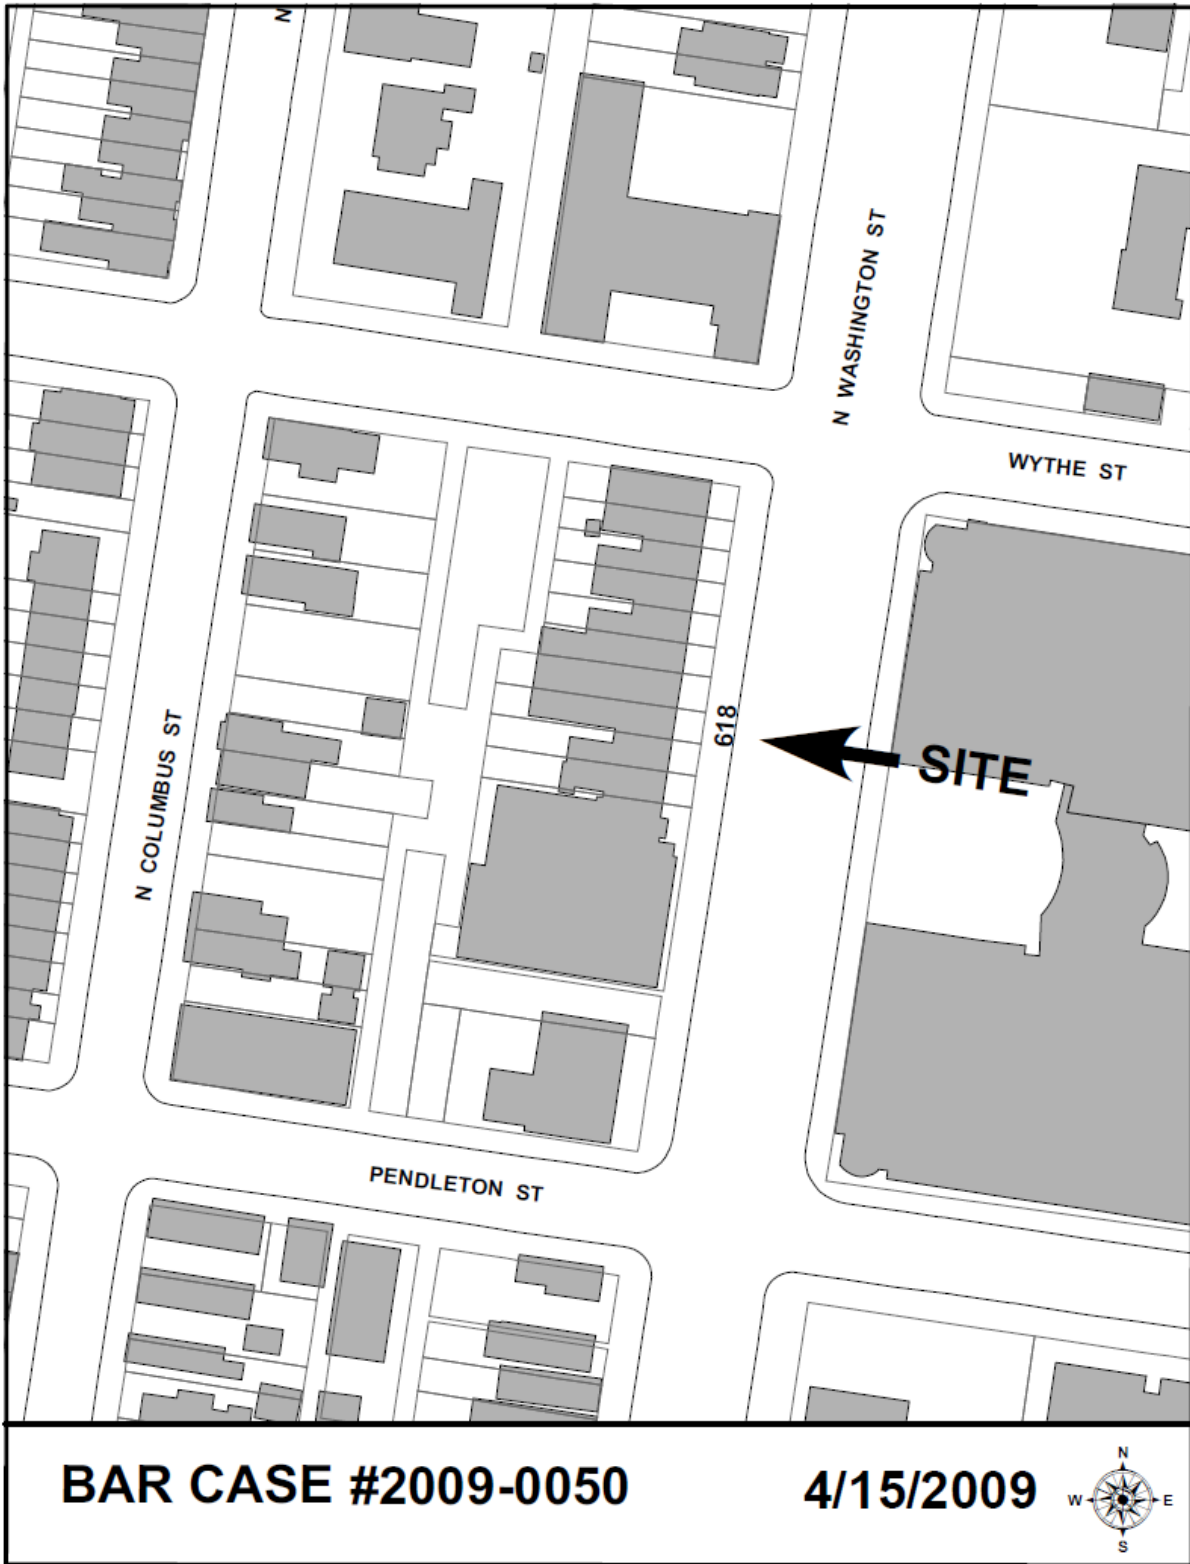 N
N WASHINGTON ST
WYTHE ST
618
SITE
N COLUMBUS ST
PENDLETON ST
BAR CASE #2009-0050
4/15/2009
N
W E
S